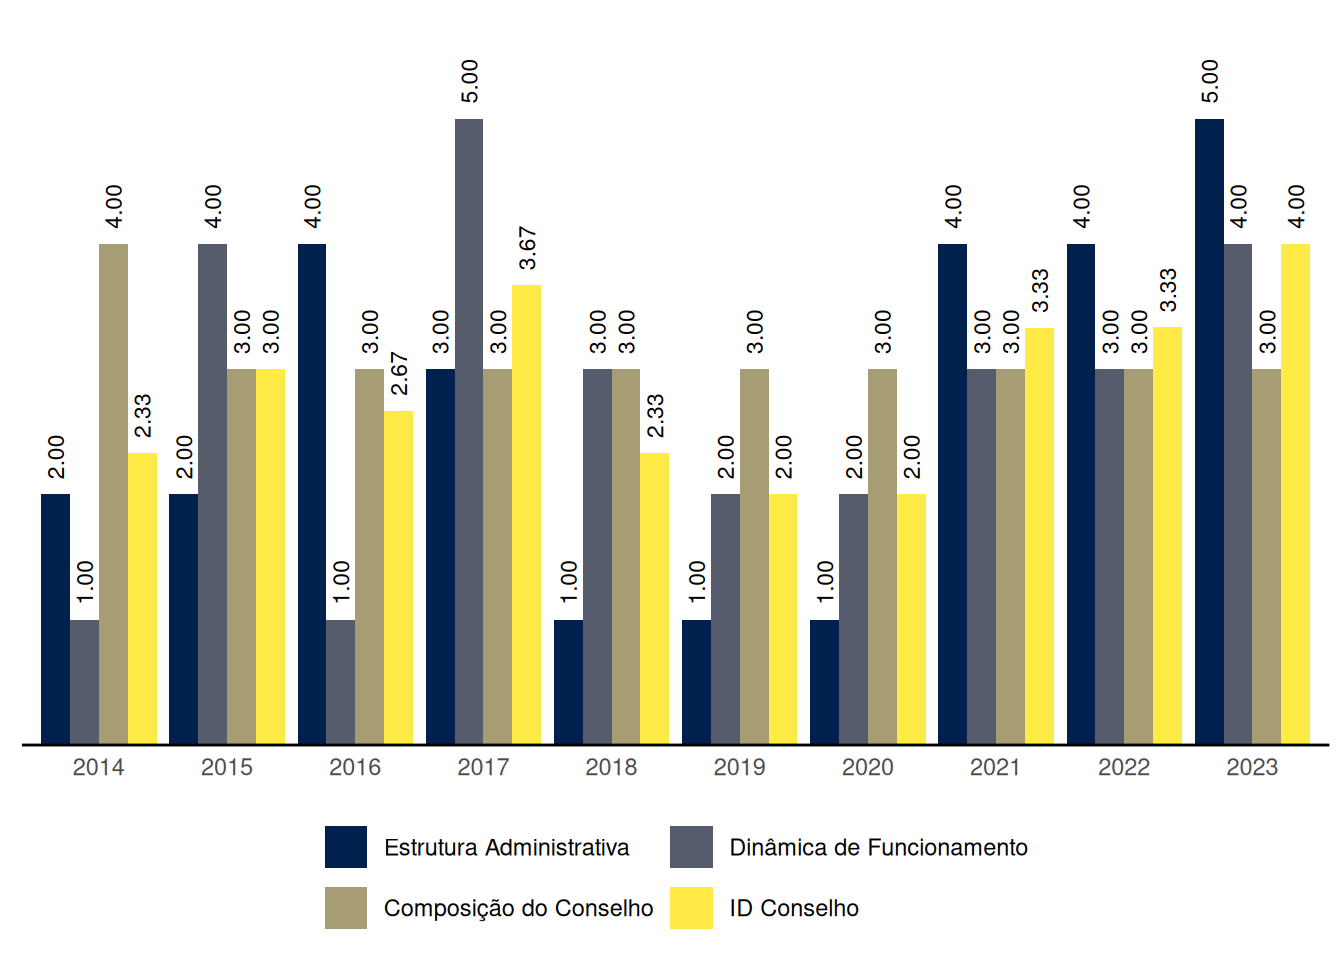 2.00 1.00 4.00 2.33 2.00 4.00 3.00 3.00 4.00 1.00 3.00 2.67 3.00 5.00 3.00 3.67 1.00 3.00 3.00 2.33 1.00 2.00 3.00 2.00 1.00 2.00 3.00 2.00 4.00 3.00 3.00 3.33 4.00 3.00 3.00 3.33 5.00 4.00 3.00 4.00
2014 2015 2016 2017 2018 2019 2020 2021 2022 2023
Estrutura Administrativa Dinâmica de Funcionamento
Composição do Conselho ID Conselho